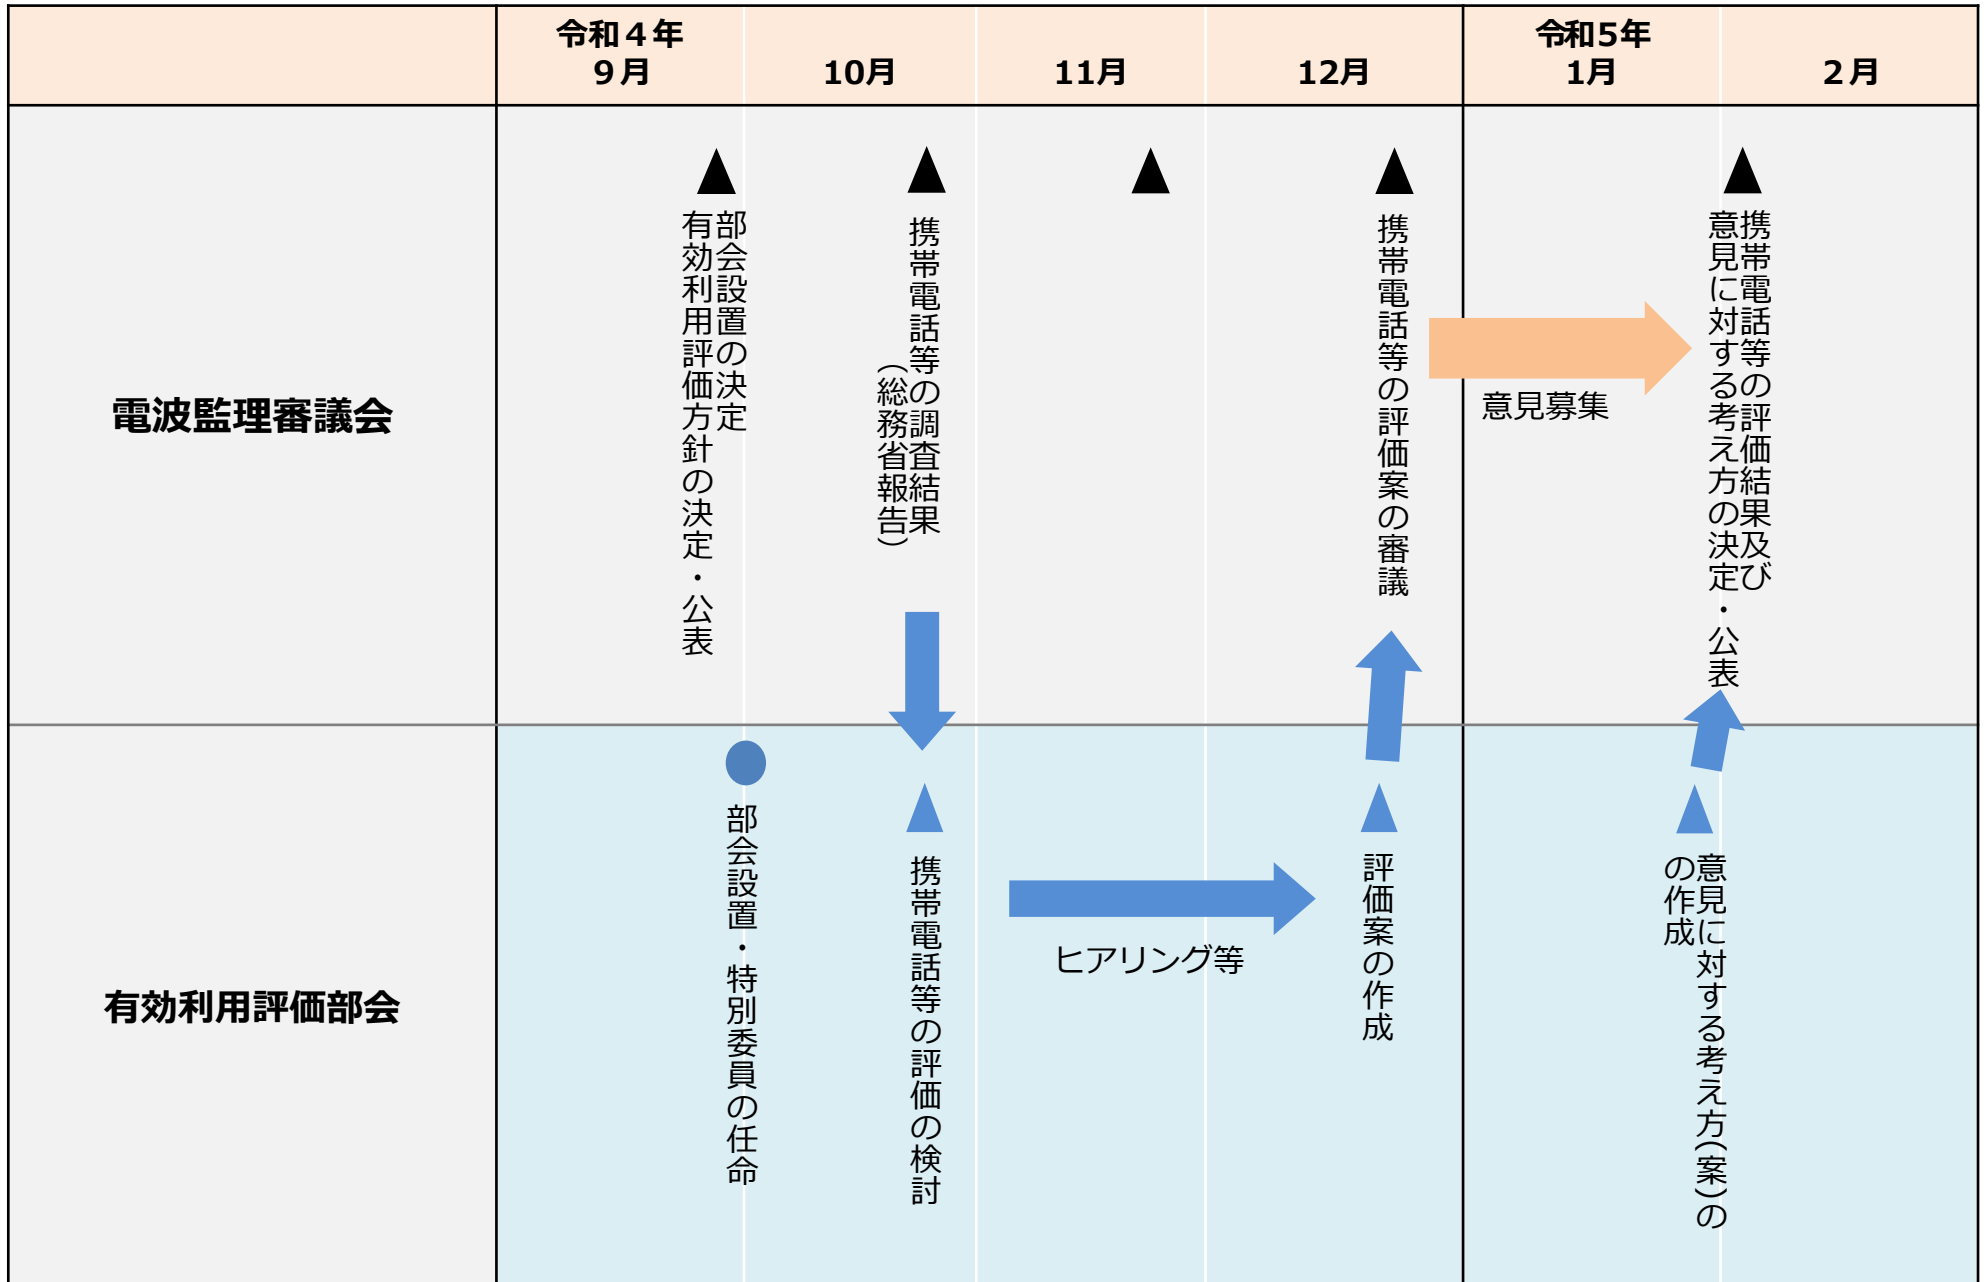 令和４年
９月
10月
11月
12月
令和5年
1月
２月
電波監理審議会
部会設置の決定
有効利用評価方針の決定・公表
携帯電話等の調査結果
（総務省報告）
携帯電話等の評価案の審議
意見募集
携帯電話等の評価結果及び
意見に対する考え方の決定・公表
有効利用評価部会
部会設置・特別委員の任命
携帯電話等の評価の検討
ヒアリング等
評価案の作成
意見に対する考え方(案)の
の作成